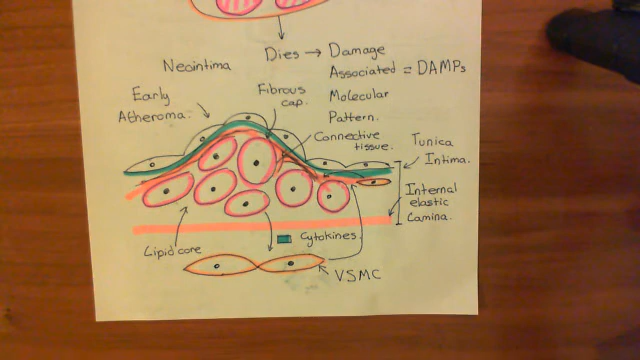 Dies → Damage
Associated = DAMPs
Molecular
Pattern.
Neointima
Early
Atheroma.
Fibrous
cap.
Connective
tissue.
Tunica
Intima.
Internal
elastic
Lamina.
Lipid core
Cytokines.
VSMC